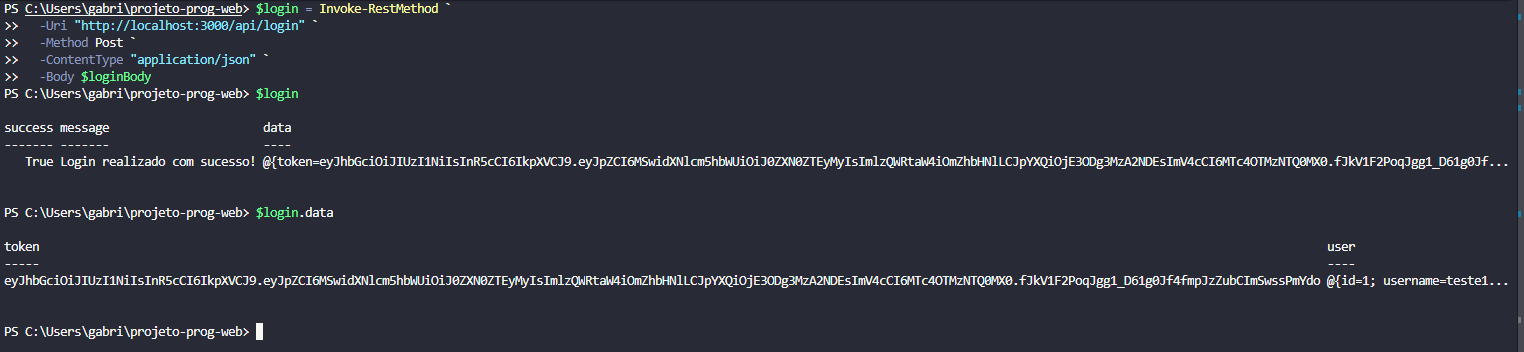 PS C:\Users\gabri\projeto-prog-web> $login = Invoke-RestMethod `
>>   -Uri "http://localhost:3000/api/login" `
>>   -Method Post `
>>   -ContentType "application/json" `
>>   -Body $loginBody
PS C:\Users\gabri\projeto-prog-web> $login
success message                    data
------- -------                    ----
True Login realizado com sucesso! @{token=eyJhbGciOiJIUzI1NiIsInR5cCI6IkpXVCJ9.eyJpZCI6MSwidXNlcm5hbWUiOiJ0ZXN0ZTEyMyIsImlzQWRtaW4iOmZhbHNlLCJpYXQiOjE3ODg3MzA2NDEsImV4cCI6MTc4OTMzNTQ0MX0.fJkV1F2PoqJgg1_D61g0Jf...
PS C:\Users\gabri\projeto-prog-web> $login.data
token                    user
-----                    ----
eyJhbGciOiJIUzI1NiIsInR5cCI6IkpXVCJ9.eyJpZCI6MSwidXNlcm5hbWUiOiJ0ZXN0ZTEyMyIsImlzQWRtaW4iOmZhbHNlLCJpYXQiOjE3ODg3MzA2NDEsImV4cCI6MTc4OTMzNTQ0MX0.fJkV1F2PoqJgg1_D61g0Jf4fmpJzZubCImSwssPmYdo @{id=1; username=teste1...
PS C:\Users\gabri\projeto-prog-web>